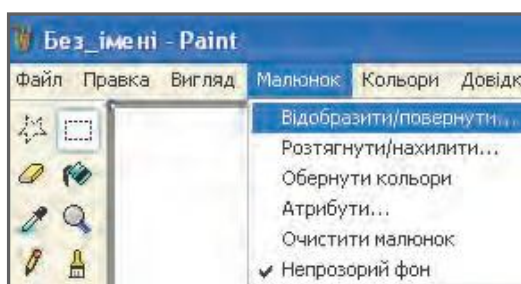 Без_імені - Paint
Файл Правка Вигляд Малюнок Кольори Довідк
Відобразити/повернути...
Розтягнути/нахилити...
Обернути кольори
Атрибути...
Очистити малюнок
Непрозорий фон